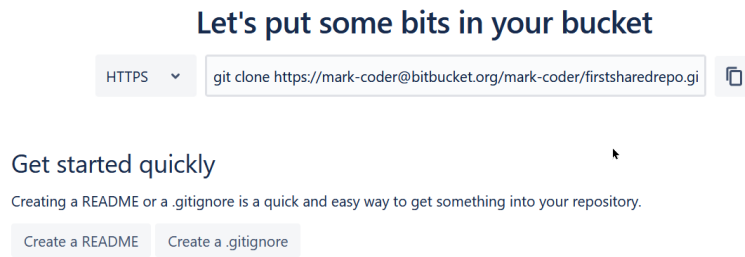 Let's put some bits in your bucket
HTTPS
git clone https://mark-coder@bitbucket.org/mark-coder/firstsharedrepo.gi
Get started quickly
Creating a README or a .gitignore is a quick and easy way to get something into your repository.
Create a README
Create a .gitignore